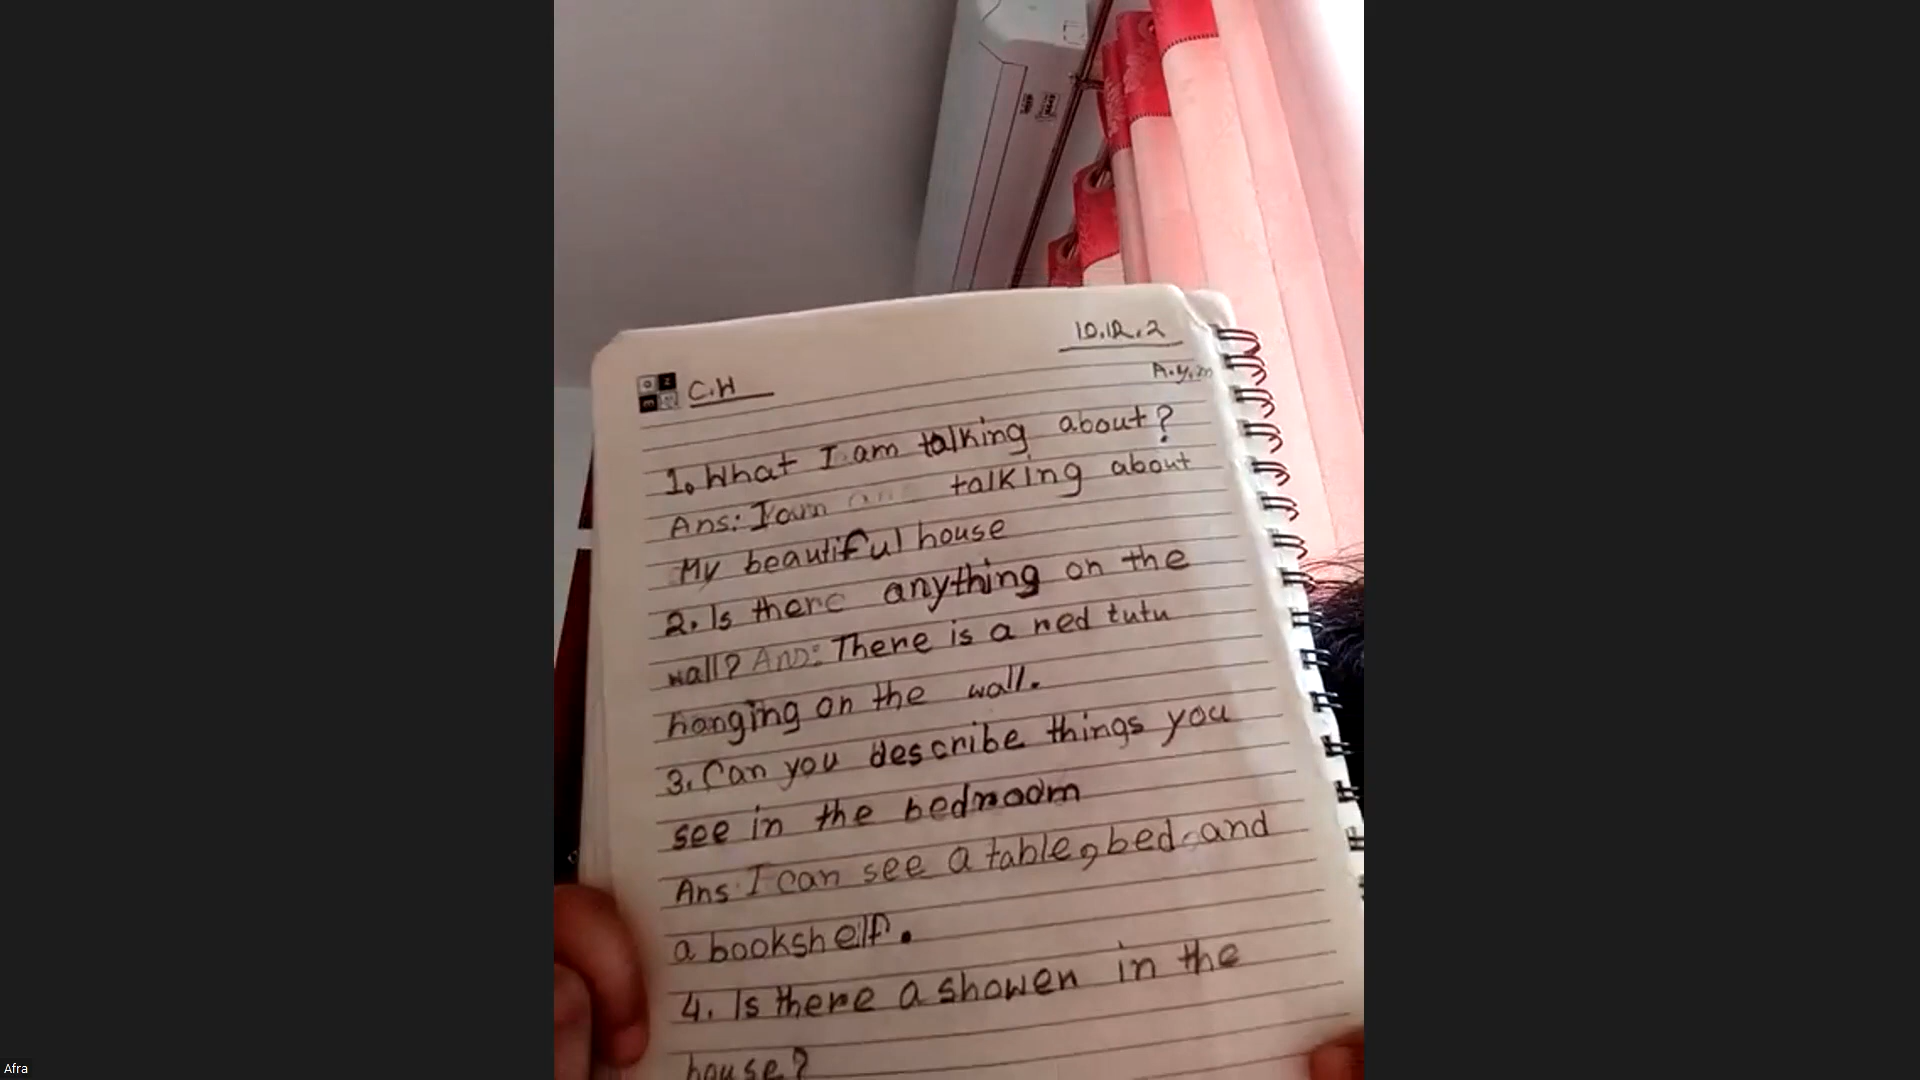 10.12.2
C.W
A.y.m
1. What I am talking about?
Ans: I am talking about
My beautiful house
2. Is there anything on the
wall? Ans: There is a red tutu
hanging on the wall.
3. Can you describe things you
see in the bedroom
Ans: I can see a table, bed and
a bookshelf.
4. Is there a shower in the
house?
Afra